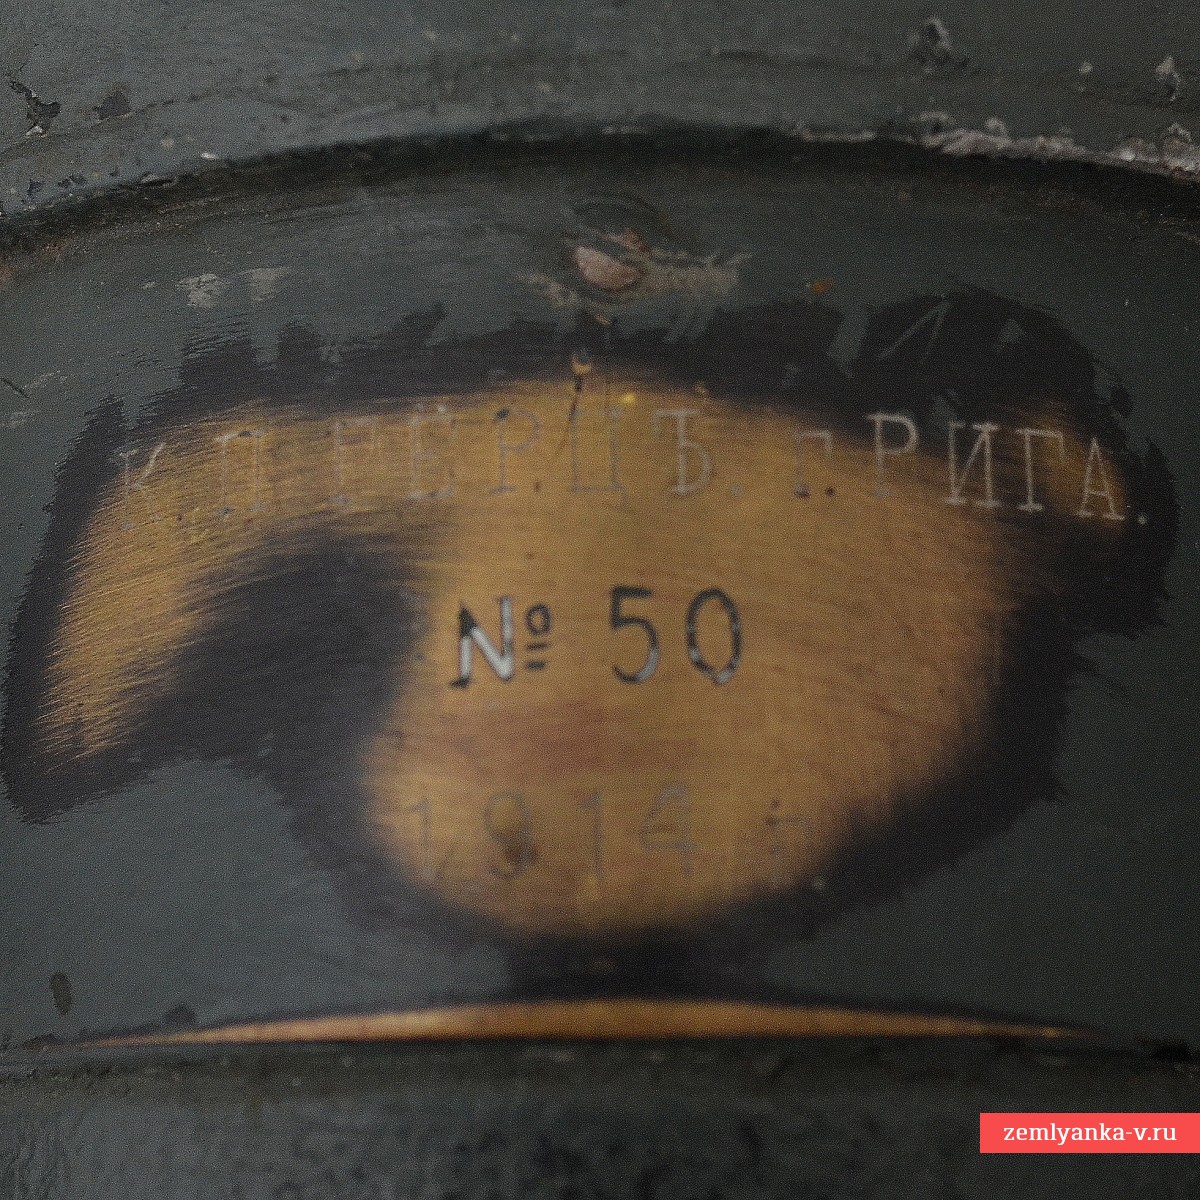 К.П.ГЕРЦЪ. г. РИГА.
№ 50
1914 г.
zemlyanka-v.ru